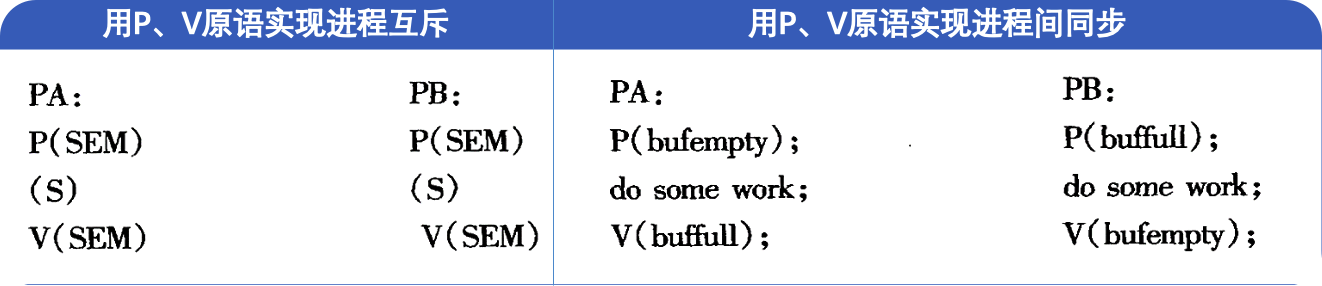 用P、V原语实现进程互斥 用P、V原语实现进程间同步
PA: PB: PA: PB:
P(SEM) P(SEM) P(bufempty); P(buffull);
(S) (S) do some work; do some work;
V(SEM) V(SEM) V(buffull); V(bufempty);